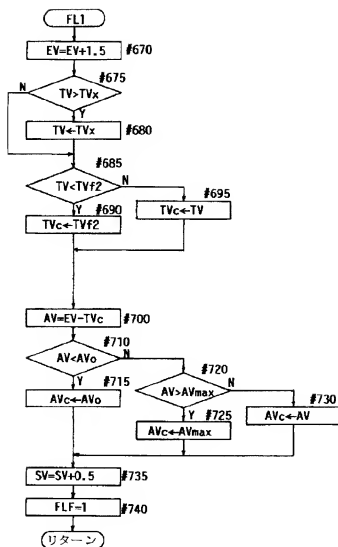 FL1
EV=EV+1.5 #670
#675
N TV>TVx
Y
TV←TVx #680
#685
TV<TVf2 N
Y #690 #695
TVc←TVf2 TVc←TV
AV=EV-TVc #700
#710
AV<AVo N
Y #715 #720
AVc←AVo AV>AVmax N
Y #725 #730
AVc←AVmax AVc←AV
SV=SV+0.5 #735
FLF=1 #740
リターン